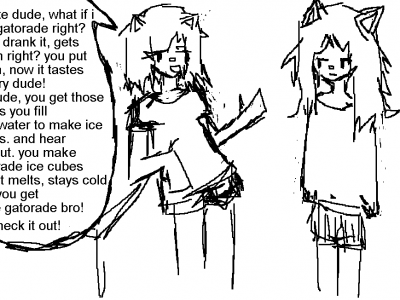 ke dude, what if i
gatorade right?
drank it, gets
right? you put
, now it tastes
ry dude!
ude, you get those
s you fill
water to make ice
s. and hear
ut. you make
rade ice cubes
t melts, stays cold
you get
e gatorade bro!
heck it out!